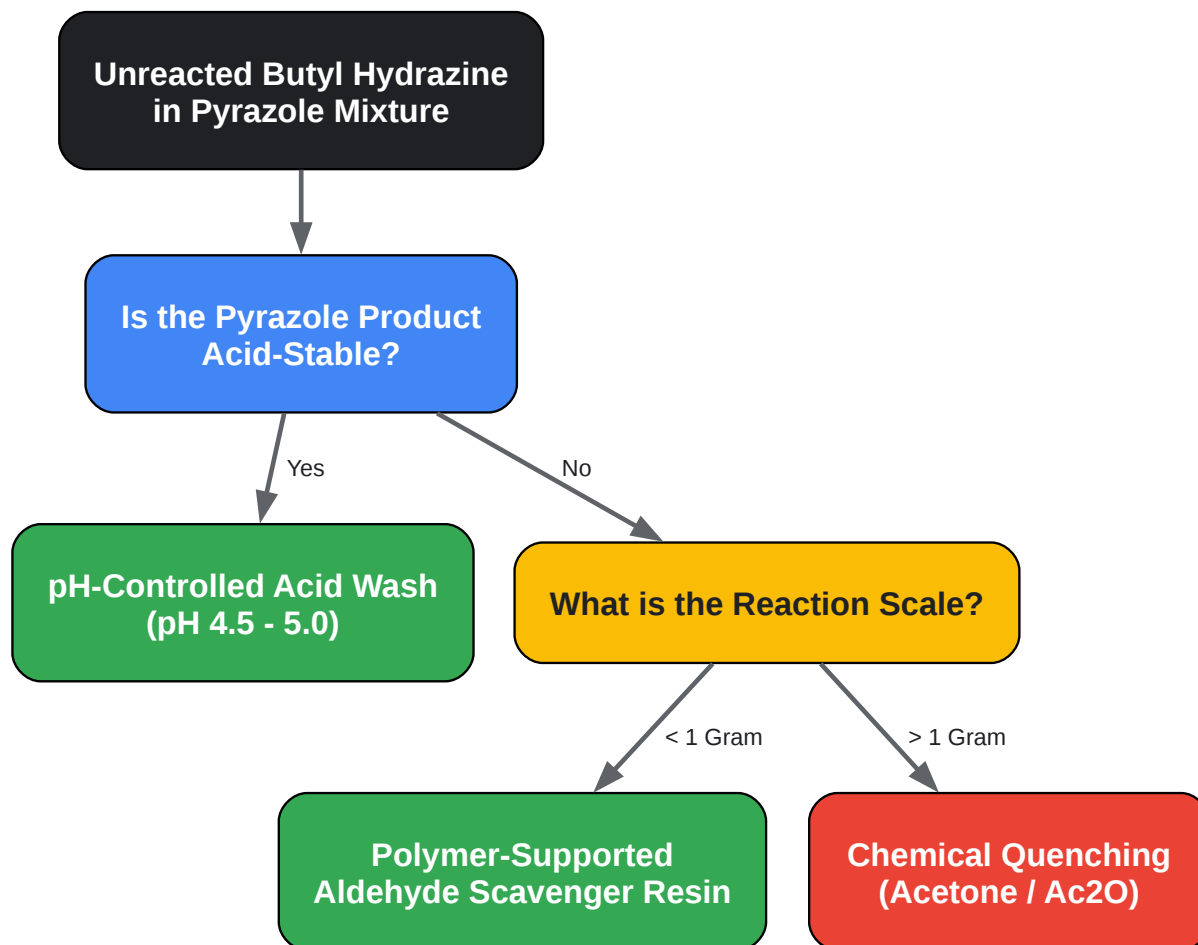 Unreacted Butyl Hydrazine
in Pyrazole Mixture
Is the Pyrazole Product
Acid-Stable?
Yes
No
pH-Controlled Acid Wash
(pH 4.5 - 5.0)
What is the Reaction Scale?
< 1 Gram
> 1 Gram
Polymer-Supported
Aldehyde Scavenger Resin
Chemical Quenching
(Acetone / Ac2O)